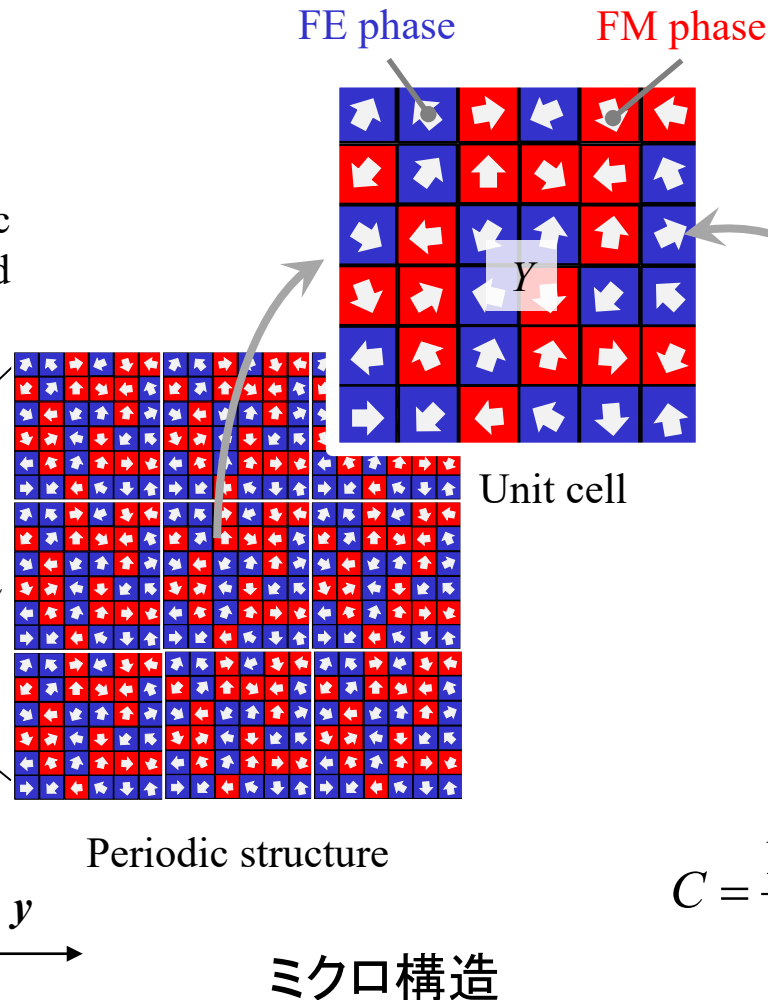 FE phase
FM phase
c
d
Y
Unit cell
Periodic structure
C =
y
ミクロ構造